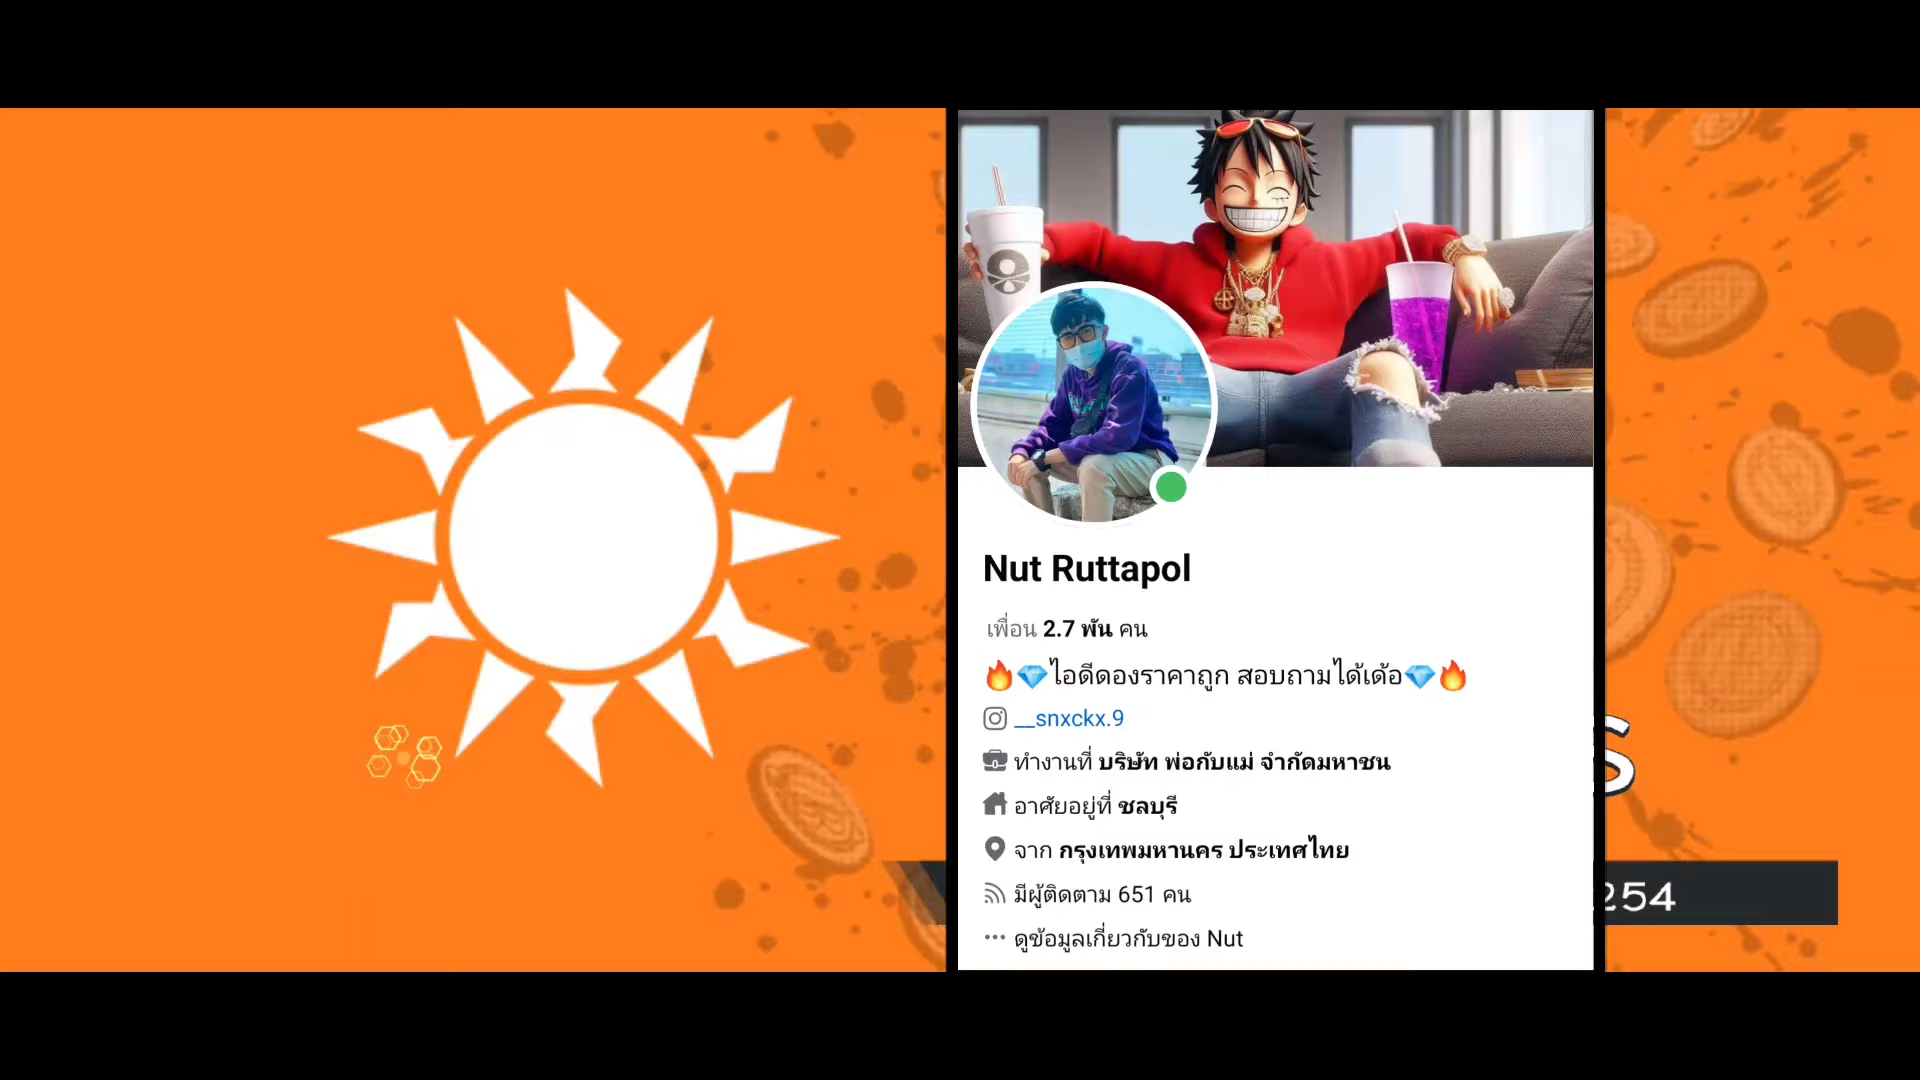 Nut Ruttapol
เพื่อน 2.7 พัน คน
🔥💎ไอดีดองราคาถูก สอบถามได้เด้อ💎🔥
__snxckx.9
ทำงานที่ บริษัท พ่อกับแม่ จำกัดมหาชน
อาศัยอยู่ที่ ชลบุรี
จาก กรุงเทพมหานคร ประเทศไทย
มีผู้ติดตาม 651 คน
ดูข้อมูลเกี่ยวกับของ Nut
S
254